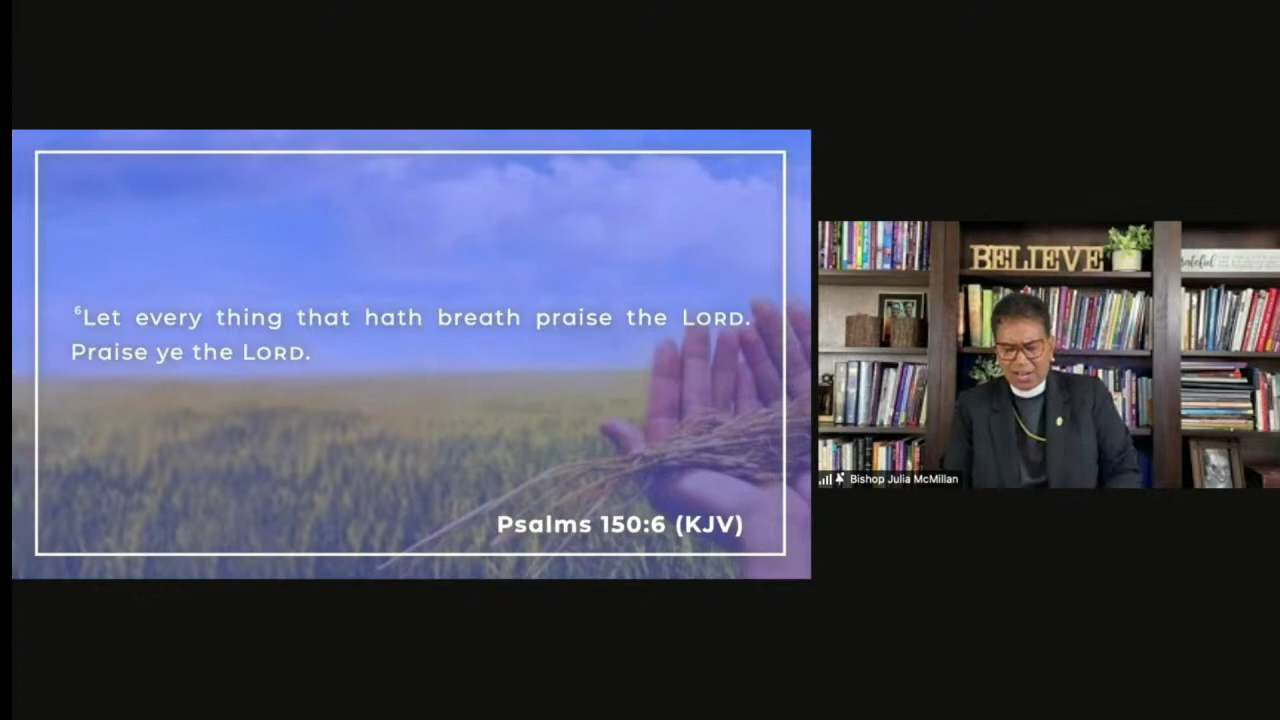 ⁶Let every thing that hath breath praise the LORD.
Praise ye the LORD.
Psalms 150:6 (KJV)
BELIEVE
grateful
Bishop Julia McMillan